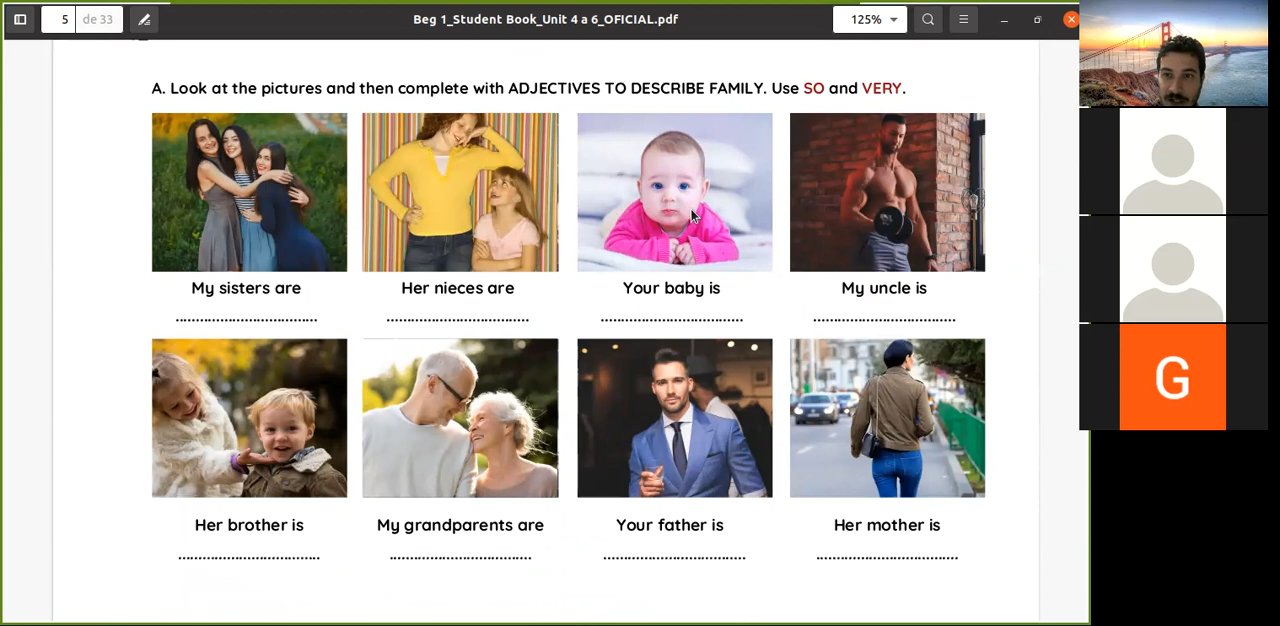 5 de 33
Beg 1_Student Book_Unit 4 a 6_OFICIAL.pdf
125%
A. Look at the pictures and then complete with ADJECTIVES TO DESCRIBE FAMILY. Use SO and VERY.
My sisters are
Her nieces are
Your baby is
My uncle is
....................................
....................................
....................................
....................................
Her brother is
My grandparents are
Your father is
Her mother is
....................................
....................................
....................................
....................................
G